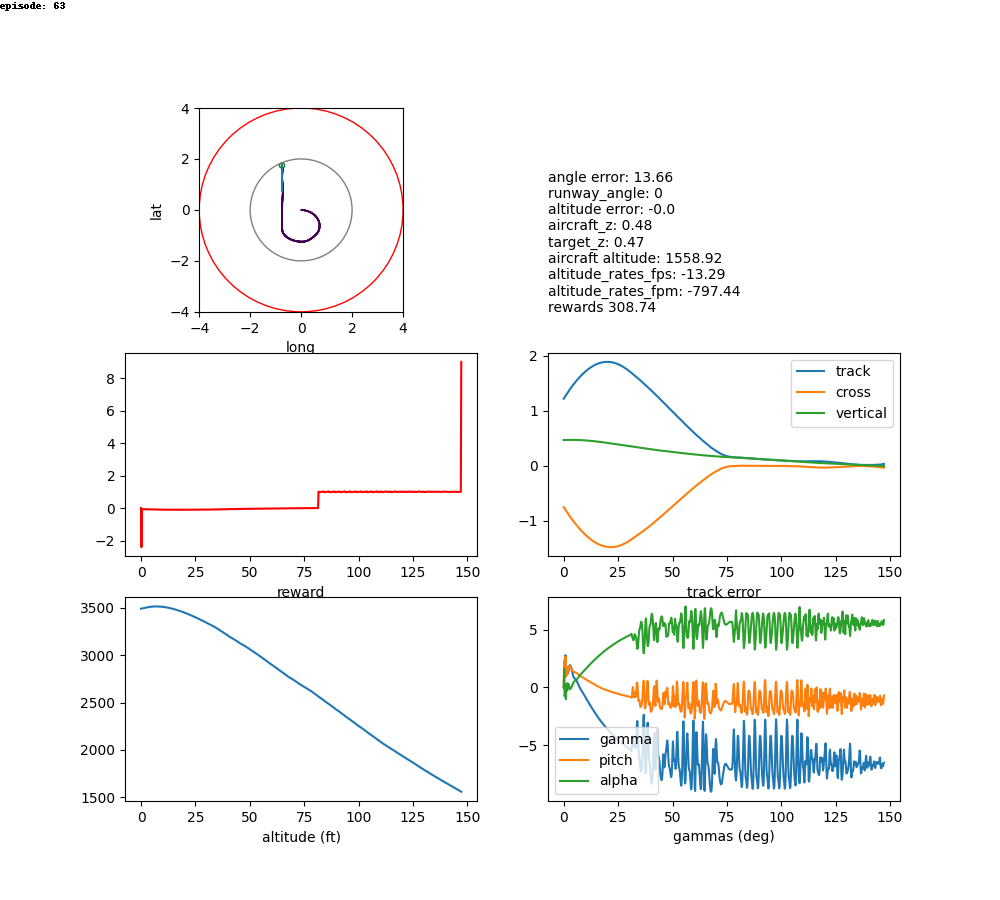 episode: 63
4
2
0
−2
−4
lat
−4 −2 0 2 4
long
angle error: 13.66
runway_angle: 0
altitude error: -0.0
aircraft_z: 0.48
target_z: 0.47
aircraft altitude: 1558.92
altitude_rates_fps: -13.29
altitude_rates_fpm: -797.44
rewards 308.74
8
6
4
2
0
−2
0 25 50 75 100 125 150
reward
2
1
0
−1
track
cross
vertical
0 25 50 75 100 125 150
track error
3500
3000
2500
2000
1500
0 25 50 75 100 125 150
altitude (ft)
5
0
−5
gamma
pitch
alpha
0 25 50 75 100 125 150
gammas (deg)